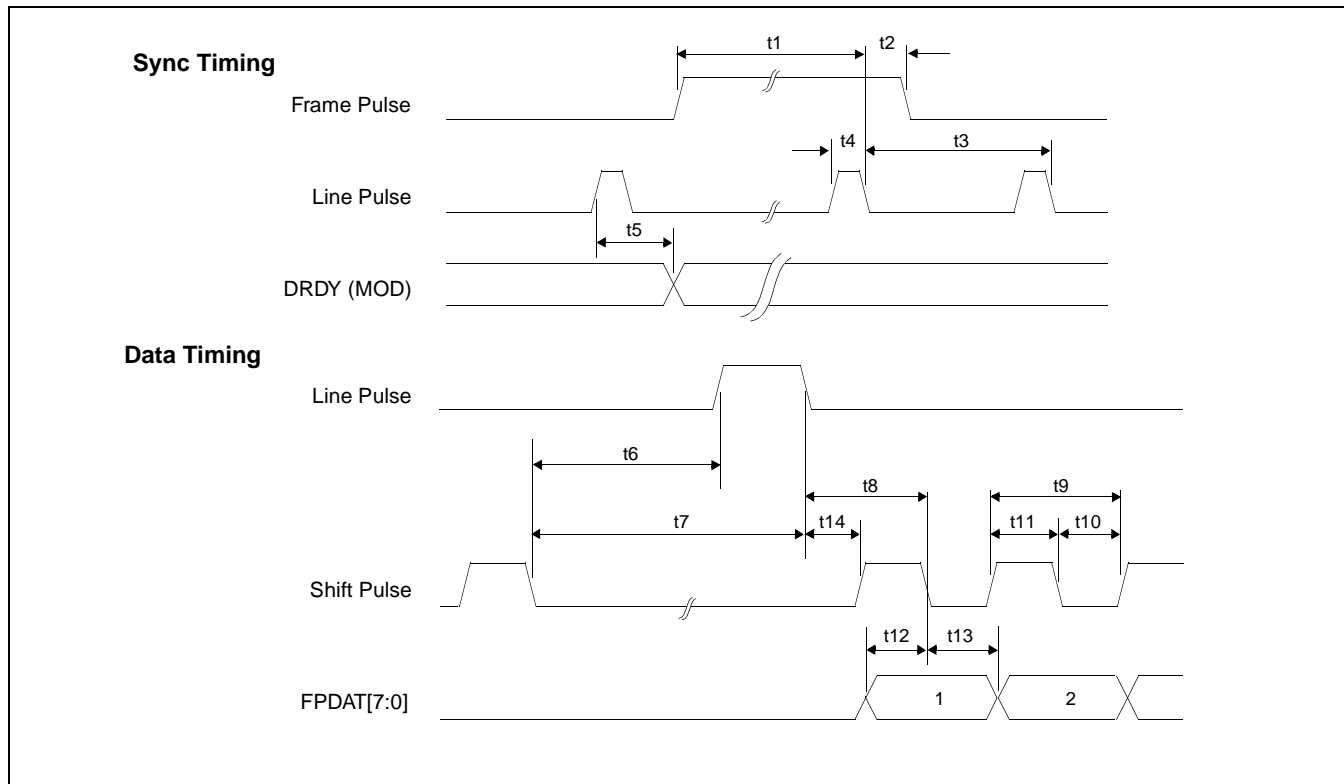 Sync Timing
t1
t2
Frame Pulse
t4
t3
Line Pulse
t5
DRDY (MOD)
Data Timing
Line Pulse
t6
t8
t9
t7
t14
t11
t10
Shift Pulse
t12
t13
FPDAT[7:0]
1
2